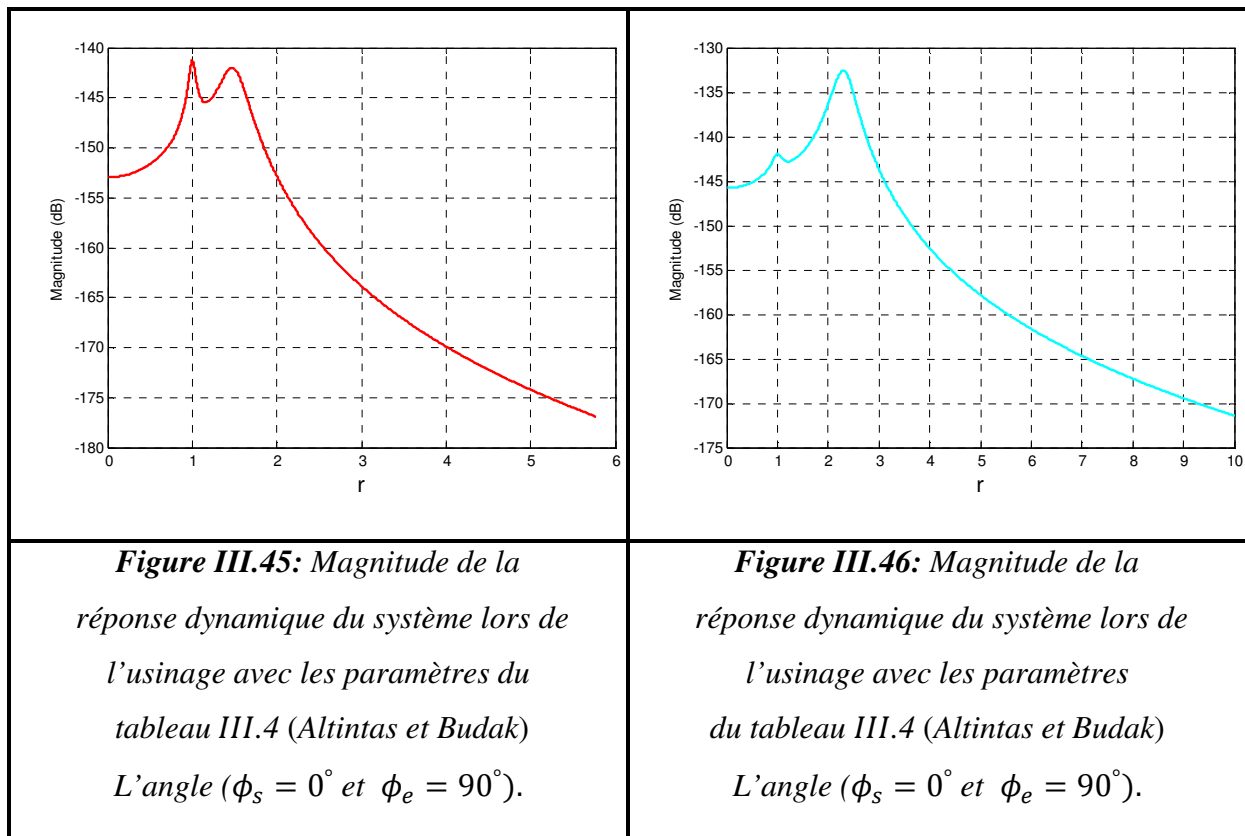 -140
-145
-150
-155
-160
-165
-170
-175
-180
Magnitude (dB)
0 1 2 3 4 5 6
r
-130
-135
-140
-145
-150
-155
-160
-165
-170
-175
Magnitude (dB)
0 1 2 3 4 5 6 7 8 9 10
r
Figure III.45: Magnitude de la
réponse dynamique du système lors de
l'usinage avec les paramètres du
tableau III.4 (Altintas et Budak)
L'angle (ϕₛ = 0° et ϕₑ = 90°).
Figure III.46: Magnitude de la
réponse dynamique du système lors de
l'usinage avec les paramètres
du tableau III.4 (Altintas et Budak)
L'angle (ϕₛ = 0° et ϕₑ = 90°).